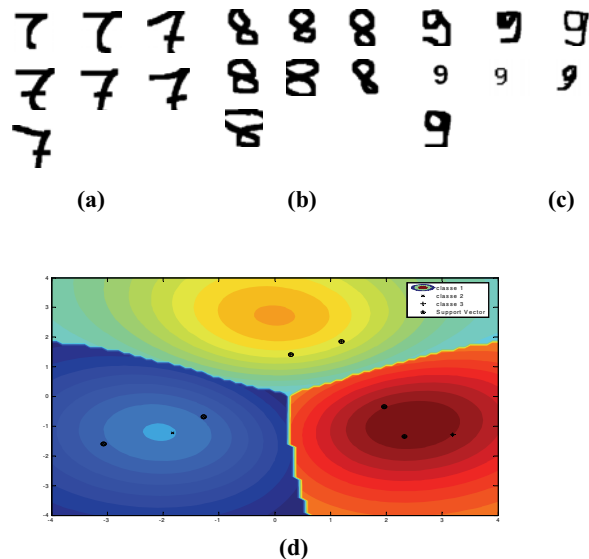 7 7 7 8 8 8 9 9 9
7 7 7 8 8 8 9 9 9
7 8 9
(a) (b) (c)
classe 1
classe 2
classe 3
Support Vector
4
3
2
1
0
-1
-2
-3
-4
-4 -3 -2 -1 0 1 2 3 4
(d)